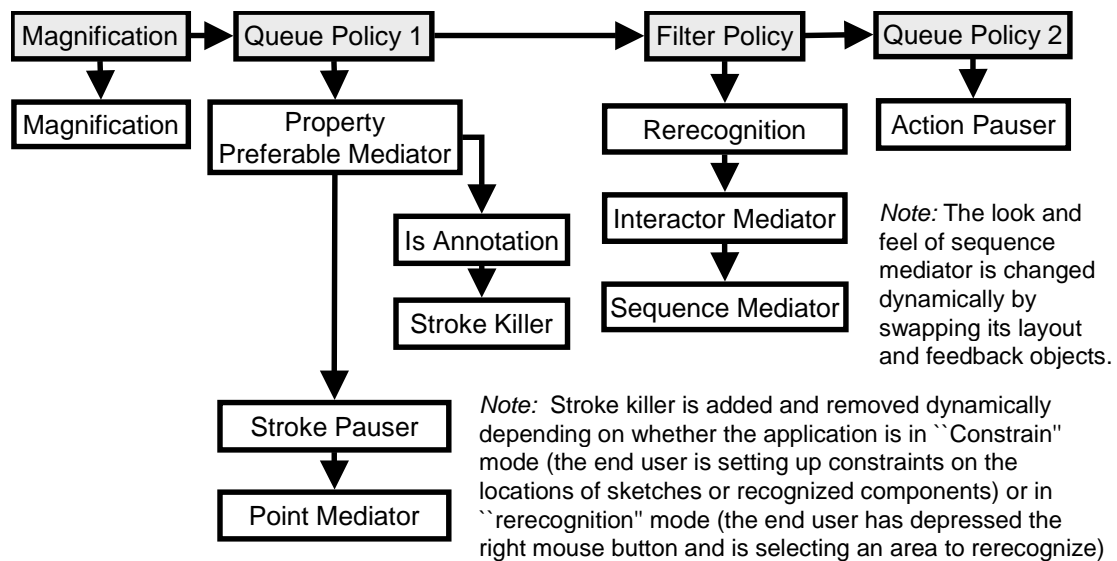 Magnification
Queue Policy 1
Filter Policy
Queue Policy 2
Magnification
Property
Preferable Mediator
Rerecognition
Action Pauser
Is Annotation
Interactor Mediator
Stroke Killer
Sequence Mediator
Note: The look and
feel of sequence
mediator is changed
dynamically by
swapping its layout
and feedback objects.
Stroke Pauser
Point Mediator
Note: Stroke killer is added and removed dynamically
depending on whether the application is in ``Constrain"
mode (the end user is setting up constraints on the
locations of sketches or recognized components) or in
``rerecognition" mode (the end user has depressed the
right mouse button and is selecting an area to rerecognize)